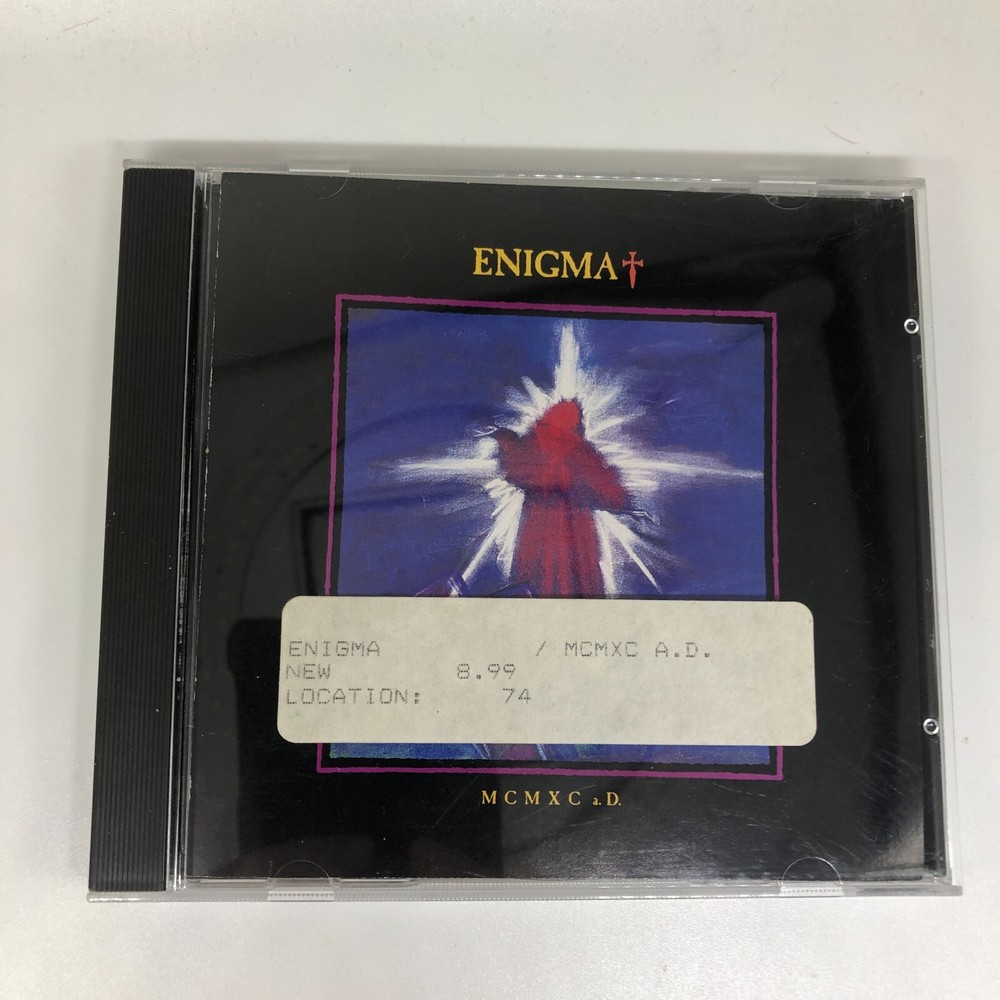 ENIGMA†
ENIGMA / MCMXC A.D.
NEW 8.99
LOCATION: 74
MCMXC a.D.